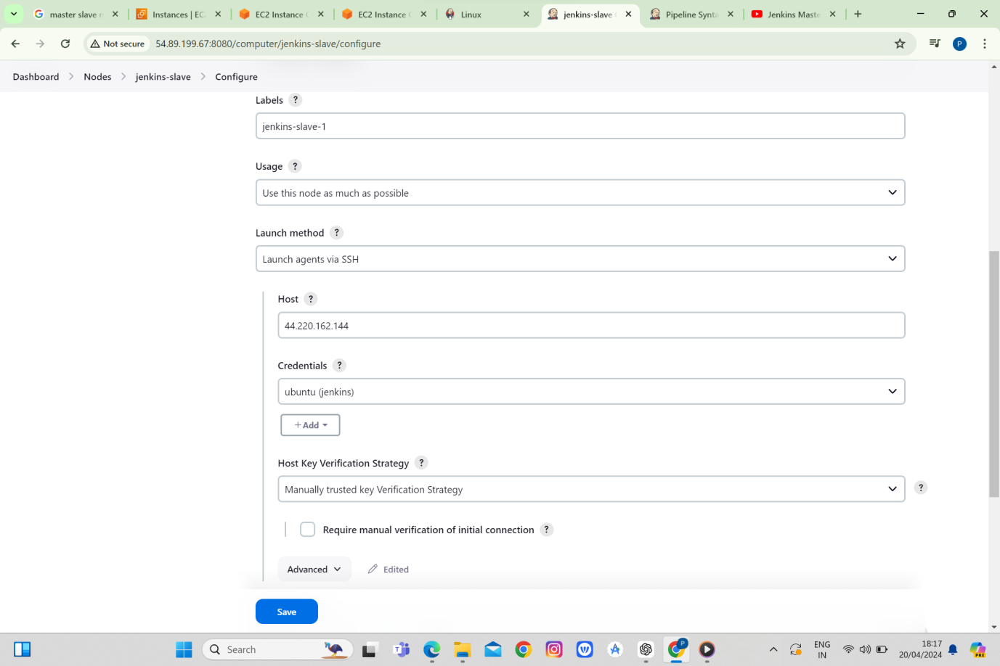 master slave
Instances | EC
EC2 Instance
EC2 Instance
Linux
jenkins-slave
Pipeline Synta
Jenkins Maste
Not secure
54.89.199.67:8080/computer/jenkins-slave/configure
P
Dashboard > Nodes > jenkins-slave > Configure
Labels ?
jenkins-slave-1
Usage ?
Use this node as much as possible
Launch method ?
Launch agents via SSH
Host ?
44.220.162.144
Credentials ?
ubuntu (jenkins)
+ Add
Host Key Verification Strategy ?
Manually trusted key Verification Strategy
?
Require manual verification of initial connection ?
Advanced
Edited
Save
Search
P
ENG
IN
18:17
20/04/2024
PRE